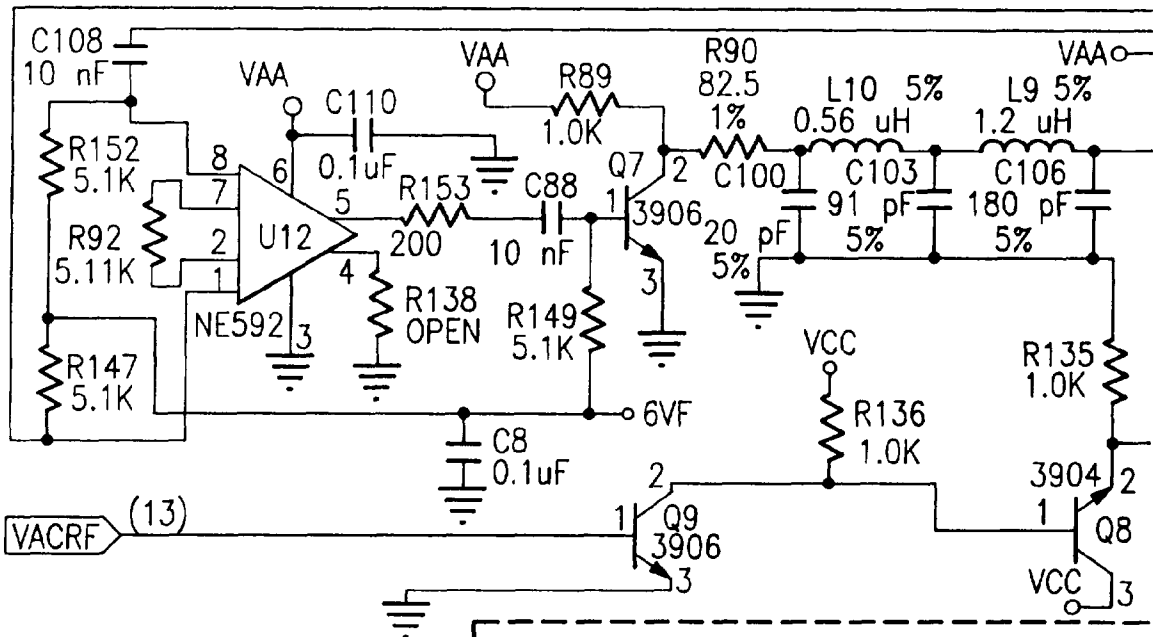 C108
10 nF
VAA
R90
82.5
1%
VAA
VAA
C110
0.1uF
R89
1.0K
L10 5%
0.56 uH
L9 5%
1.2 uH
R152
5.1K
8
7
2
1
6
5
4
3
U12
NE592
R92
5.11K
R153
200
C88
10 nF
Q7
1
2
3
3906
C100
20 pF
5%
C103
91 pF
5%
C106
180 pF
5%
R138
OPEN
R149
5.1K
R147
5.1K
6VF
C8
0.1uF
VCC
R136
1.0K
R135
1.0K
VACRF
(13)
1
2
3
Q9
3906
3904
1
2
3
Q8
VCC